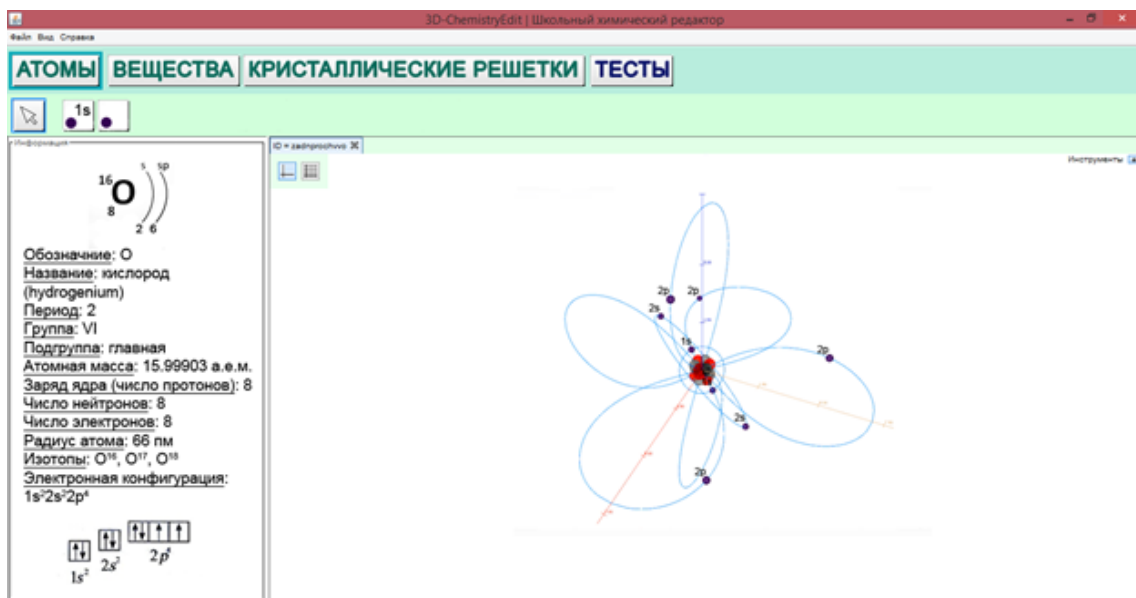 3D-ChemistryEdit | Школьный химический редактор
Файл Вид Справка
АТОМЫ ВЕЩЕСТВА КРИСТАЛЛИЧЕСКИЕ РЕШЕТКИ ТЕСТЫ
1s
Информация
ID = zadnprochvvo
Инструменты
s sp
16
O
8
2 6
Обозначние: O
Название: кислород
(hydrogenium)
Период: 2
Группа: VI
Подгруппа: главная
Атомная масса: 15.99903 а.е.м.
Заряд ядра (число протонов): 8
Число нейтронов: 8
Число электронов: 8
Радиус атома: 66 пм
Изотопы: O¹⁶, O¹⁷, O¹⁸
Электронная конфигурация:
1s²2s²2p⁴
1s² 2s² 2p⁴
2p 2p
2s
1s
2p
2s
2p